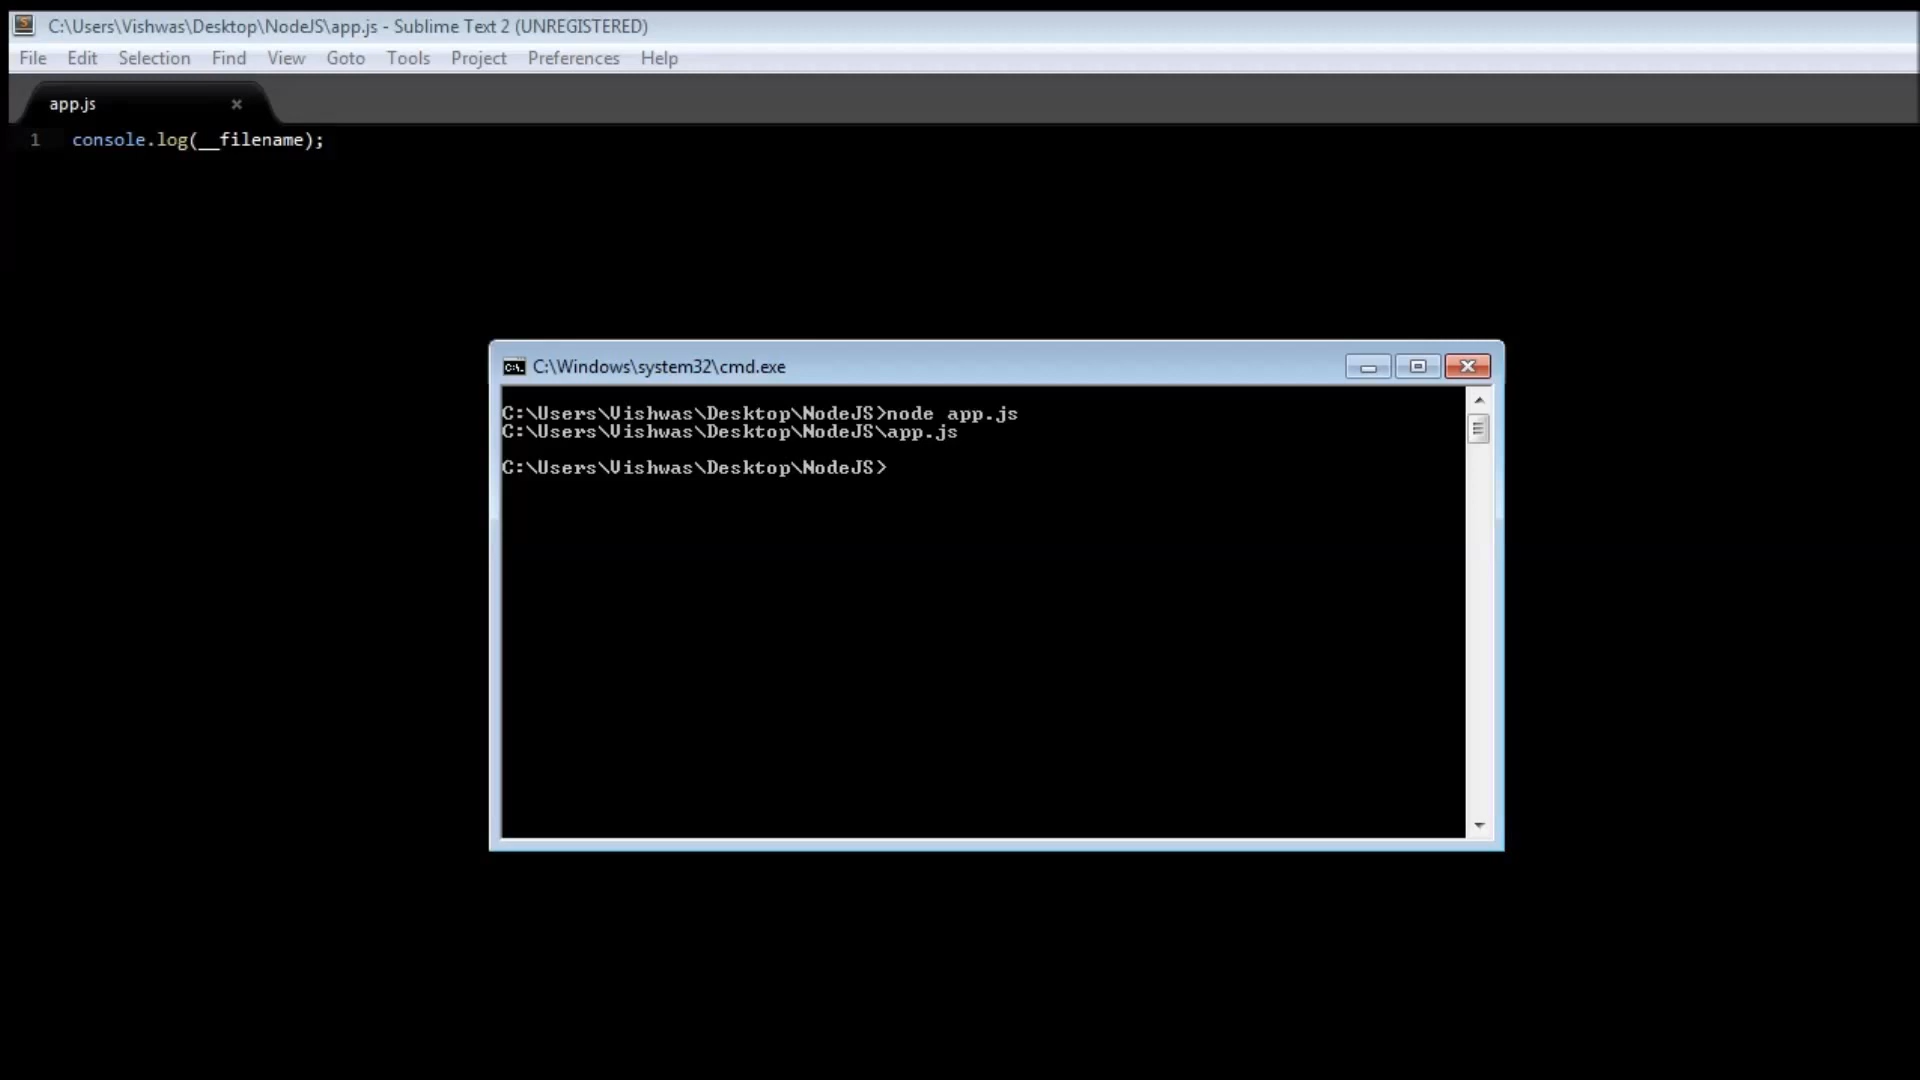 C:\Users\Vishwas\Desktop\NodeJS\app.js - Sublime Text 2 (UNREGISTERED)
File Edit Selection Find View Goto Tools Project Preferences Help
app.js
1 console.log(__filename);
C:\Windows\system32\cmd.exe
C:\Users\Vishwas\Desktop\NodeJS>node app.js
C:\Users\Vishwas\Desktop\NodeJS\app.js
C:\Users\Vishwas\Desktop\NodeJS>